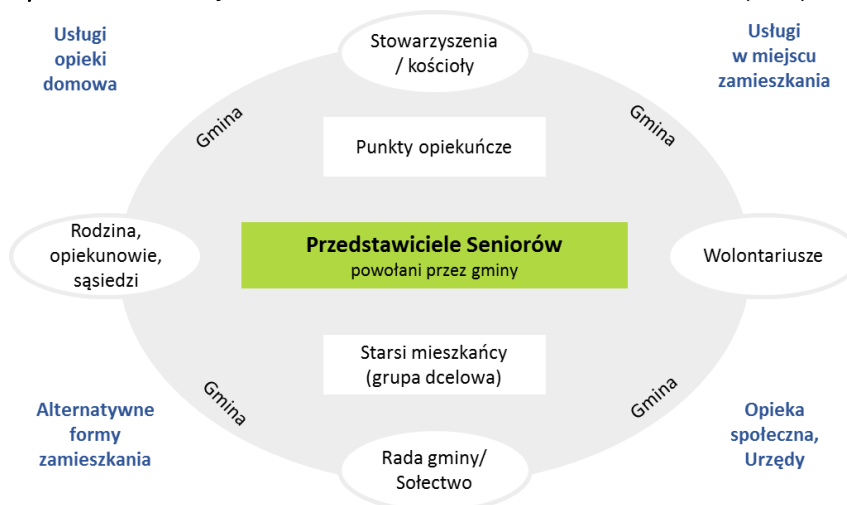 Usługi
opieki
domowa
Stowarzyszenia
/ kościoły
Usługi
w miejscu
zamieszkania
Gmina
Gmina
Punkty opiekuńcze
Rodzina,
opiekunowie,
sąsiedzi
Przedstawiciele Seniorów
powołani przez gminy
Wolontariusze
Starsi mieszkańcy
(grupa dcelowa)
Gmina
Gmina
Alternatywne
formy
zamieszkania
Rada gminy/
Sołectwo
Opieka
społeczna,
Urzędy